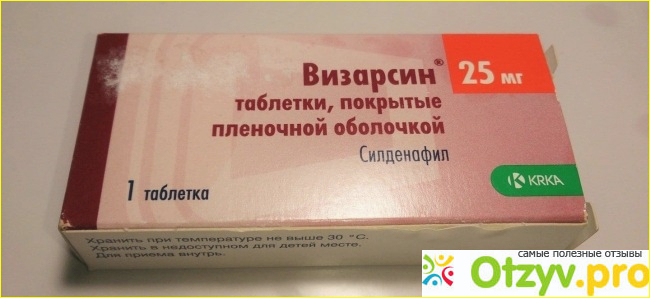 Визарсин®
25 мг
таблетки, покрытые
пленочной оболочкой
Силденафил
KRKA
1 таблетка
Хранить при температуре не выше 30 °C.
Хранить в недоступном для детей месте.
Для приема внутрь.
самые полезные отзывы
Otzyv.pro